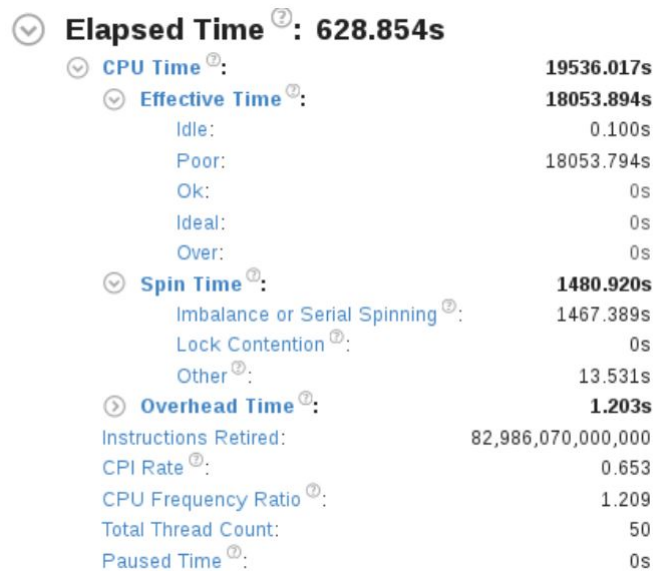 Elapsed Time ?: 628.854s
CPU Time ?: 19536.017s
Effective Time ?: 18053.894s
Idle: 0.100s
Poor: 18053.794s
Ok: 0s
Ideal: 0s
Over: 0s
Spin Time ?: 1480.920s
Imbalance or Serial Spinning ?: 1467.389s
Lock Contention ?: 0s
Other ?: 13.531s
Overhead Time ?: 1.203s
Instructions Retired: 82,986,070,000,000
CPI Rate ?: 0.653
CPU Frequency Ratio ?: 1.209
Total Thread Count: 50
Paused Time ?: 0s